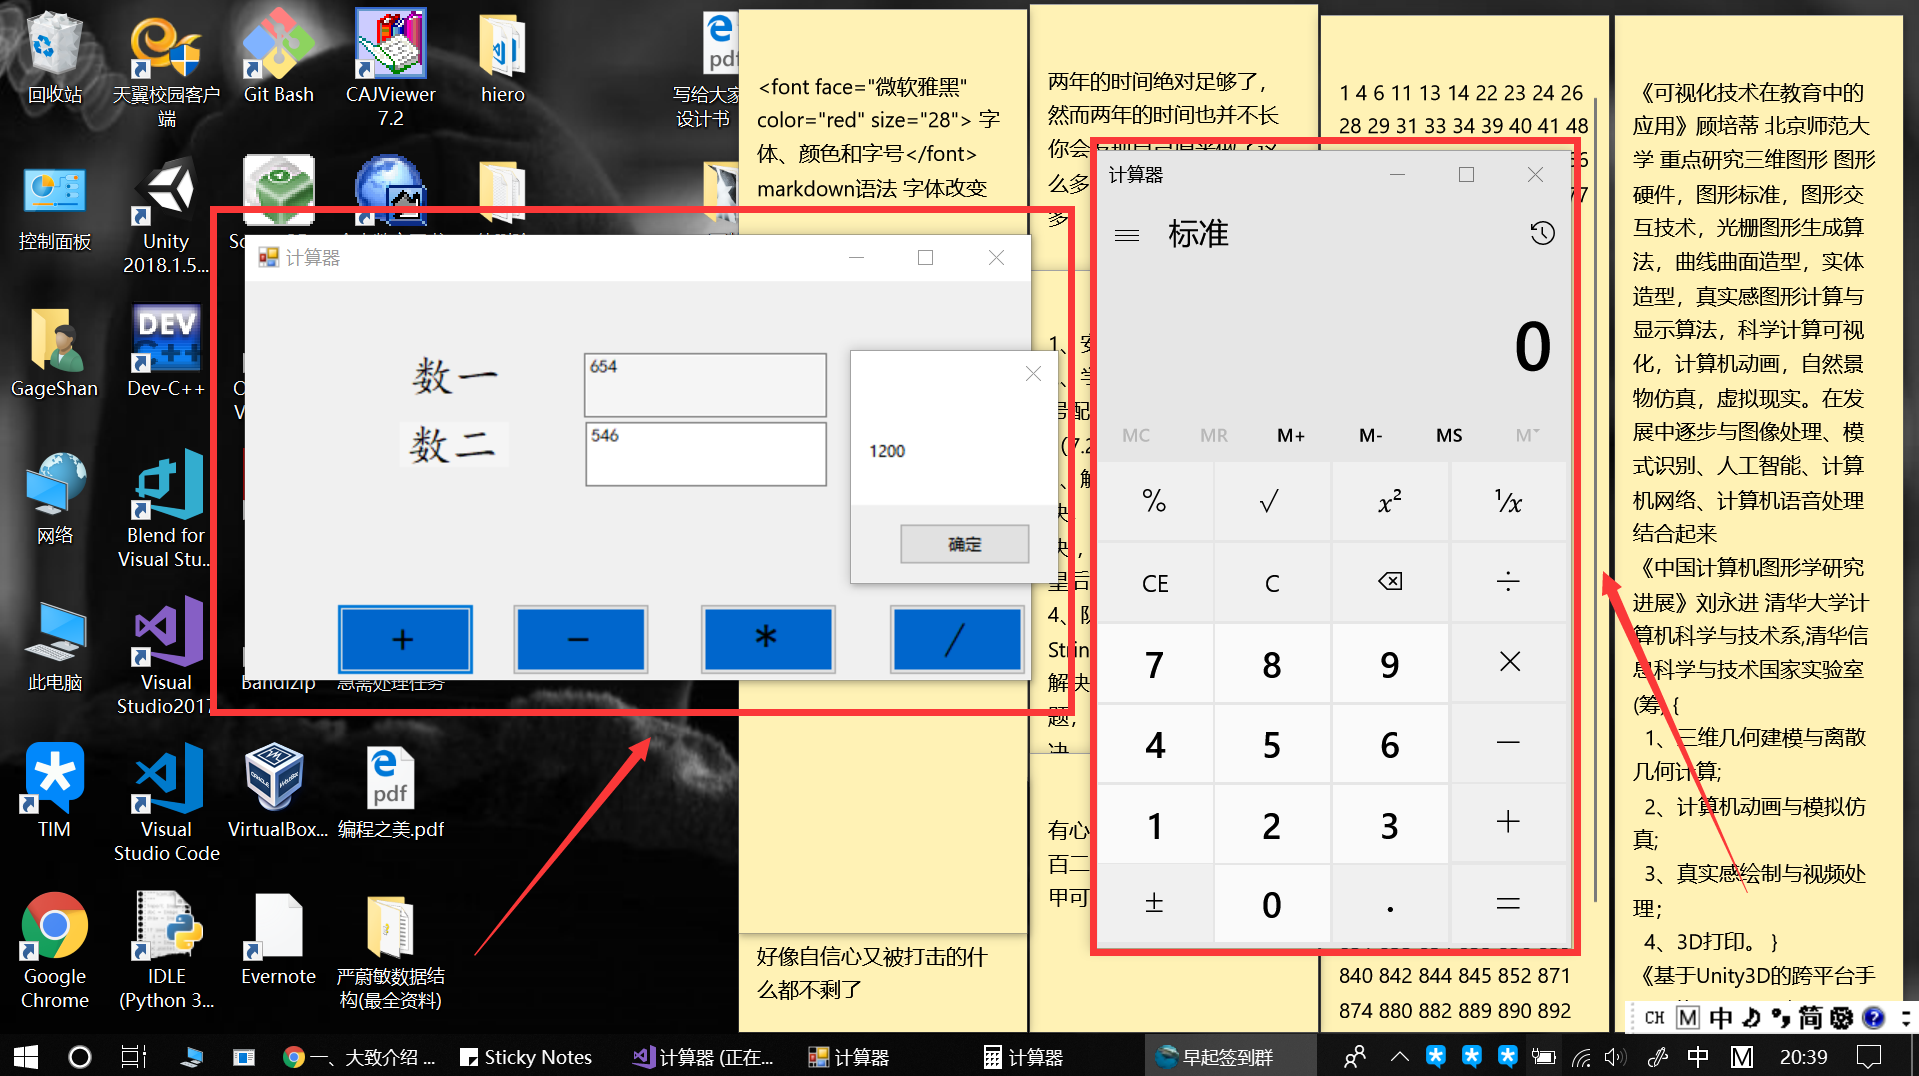 回收站
天翼校园客户
端
Git Bash
CAJViewer
7.2
hiero
写给大家
设计书
控制面板
Unity
2018.1.5...
GageShan
Dev-C++
网络
Blend for
Visual Stu...
此电脑
Visual
Studio2017
Bandizip
急需处理任务
TIM
Visual
Studio Code
VirtualBox...
编程之美.pdf
Google
Chrome
IDLE
(Python 3...
Evernote
严蔚敏数据结
构(最全资料)
计算器
数一
654
数二
546
+
-
*
/
1200
确定
<font face="微软雅黑"
color="red" size="28"> 字
体、颜色和字号</font>
markdown语法 字体改变
好像自信心又被打击的什
么都不剩了
两年的时间绝对足够了，
然而两年的时间也并不长
么多
多
Strin
解决
题，
有心
百二
甲可
1 4 6 11 13 14 22 23 24 26
28 29 31 33 34 39 40 41 48
计算器
标准
0
MC MR M+ M- MS M
% √ x² ¹/x
CE C ÷
7 8 9 ×
4 5 6 −
1 2 3 +
± 0 . =
840 842 844 845 852 871
874 880 882 889 890 892
《可视化技术在教育中的
应用》顾培蒂 北京师范大
学 重点研究三维图形 图形
硬件，图形标准，图形交
互技术，光栅图形生成算
法，曲线曲面造型，实体
造型，真实感图形计算与
显示算法，科学计算可视
化，计算机动画，自然景
物仿真，虚拟现实。在发
展中逐步与图像处理、模
式识别、人工智能、计算
机网络、计算机语音处理
结合起来
《中国计算机图形学研究
进展》刘永进 清华大学计
算机科学与技术系,清华信
息科学与技术国家实验室
(筹) {
1、三维几何建模与离散
几何计算;
2、计算机动画与模拟仿
真;
3、真实感绘制与视频处
理；
4、3D打印。 }
《基于Unity3D的跨平台手
CH M 中 简
一、大致介绍 ...
Sticky Notes
计算器 (正在...
计算器
计算器
早起签到群
中
M
20:39